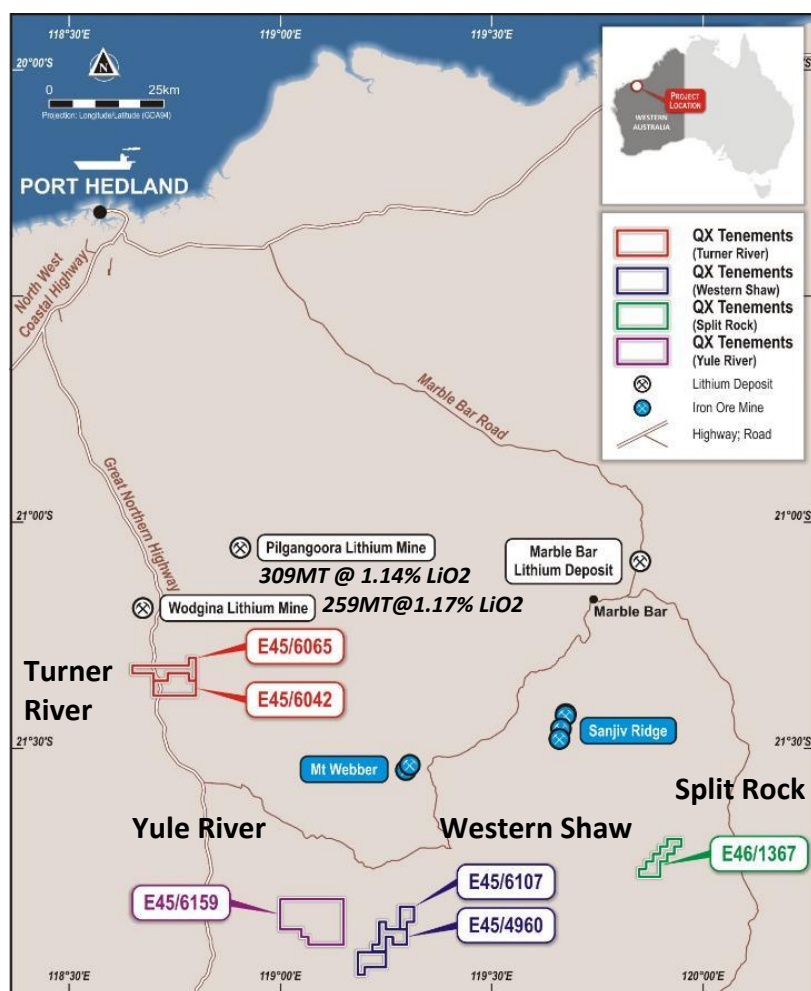 118°30'E
119°00'E
119°30'E
20°00'S
N
0
25km
Projection: Longitude/Latitude (GDA94)
PROJECT
LOCATION
WESTERN
AUSTRALIA
PORT HEDLAND
North West
Coastal Highway
QX Tenements
(Turner River)
QX Tenements
(Western Shaw)
QX Tenements
(Split Rock)
QX Tenements
(Yule River)
Lithium Deposit
Iron Ore Mine
Highway; Road
Marble Bar Road
Great Northern Highway
21°00'S
21°00'S
Pilgangoora Lithium Mine
309MT @ 1.14% LiO2
Marble Bar
Lithium Deposit
Wodgina Lithium Mine
259MT@1.17% LiO2
Marble Bar
E45/6065
Turner
River
E45/6042
Sanjiv Ridge
21°30'S
21°30'S
Mt Webber
Split Rock
Yule River
Western Shaw
E46/1367
E45/6107
E45/6159
E45/4960
118°30'E
119°00'E
119°30'E
120°00'E